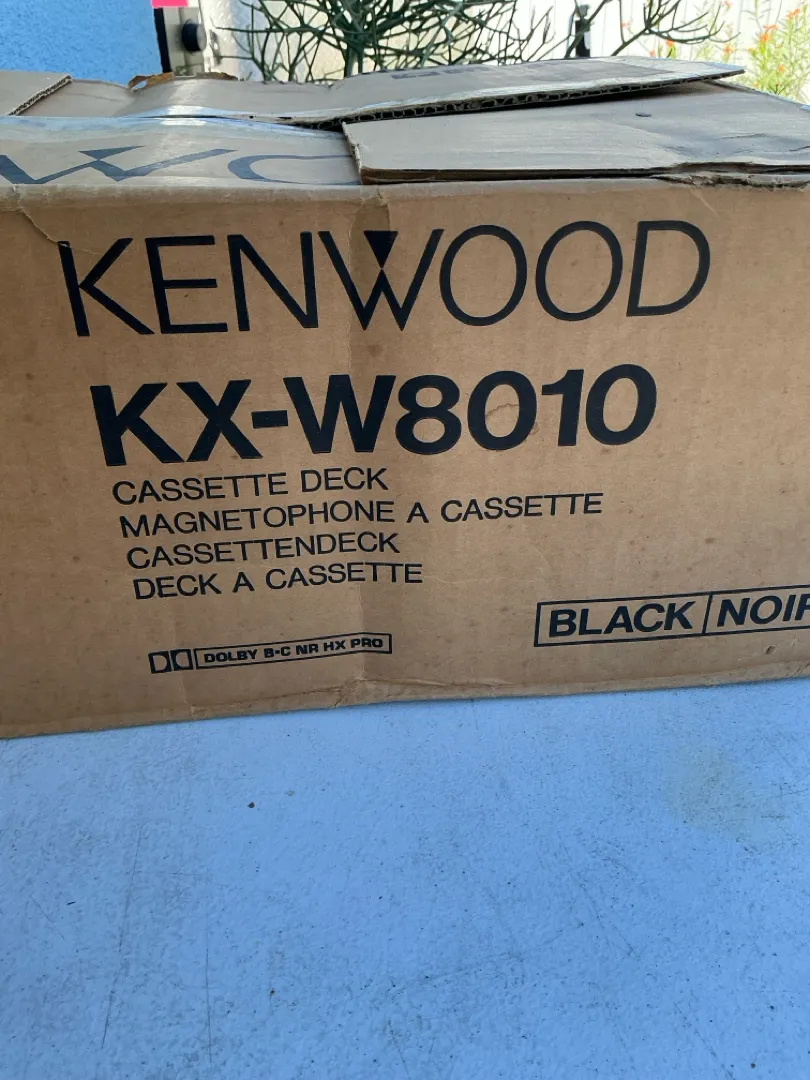 KENWOOD
KX-W8010
CASSETTE DECK
MAGNETOPHONE A CASSETTE
CASSETTENDECK
DECK A CASSETTE
DOLBY B-C NR HX PRO
BLACK NOIR